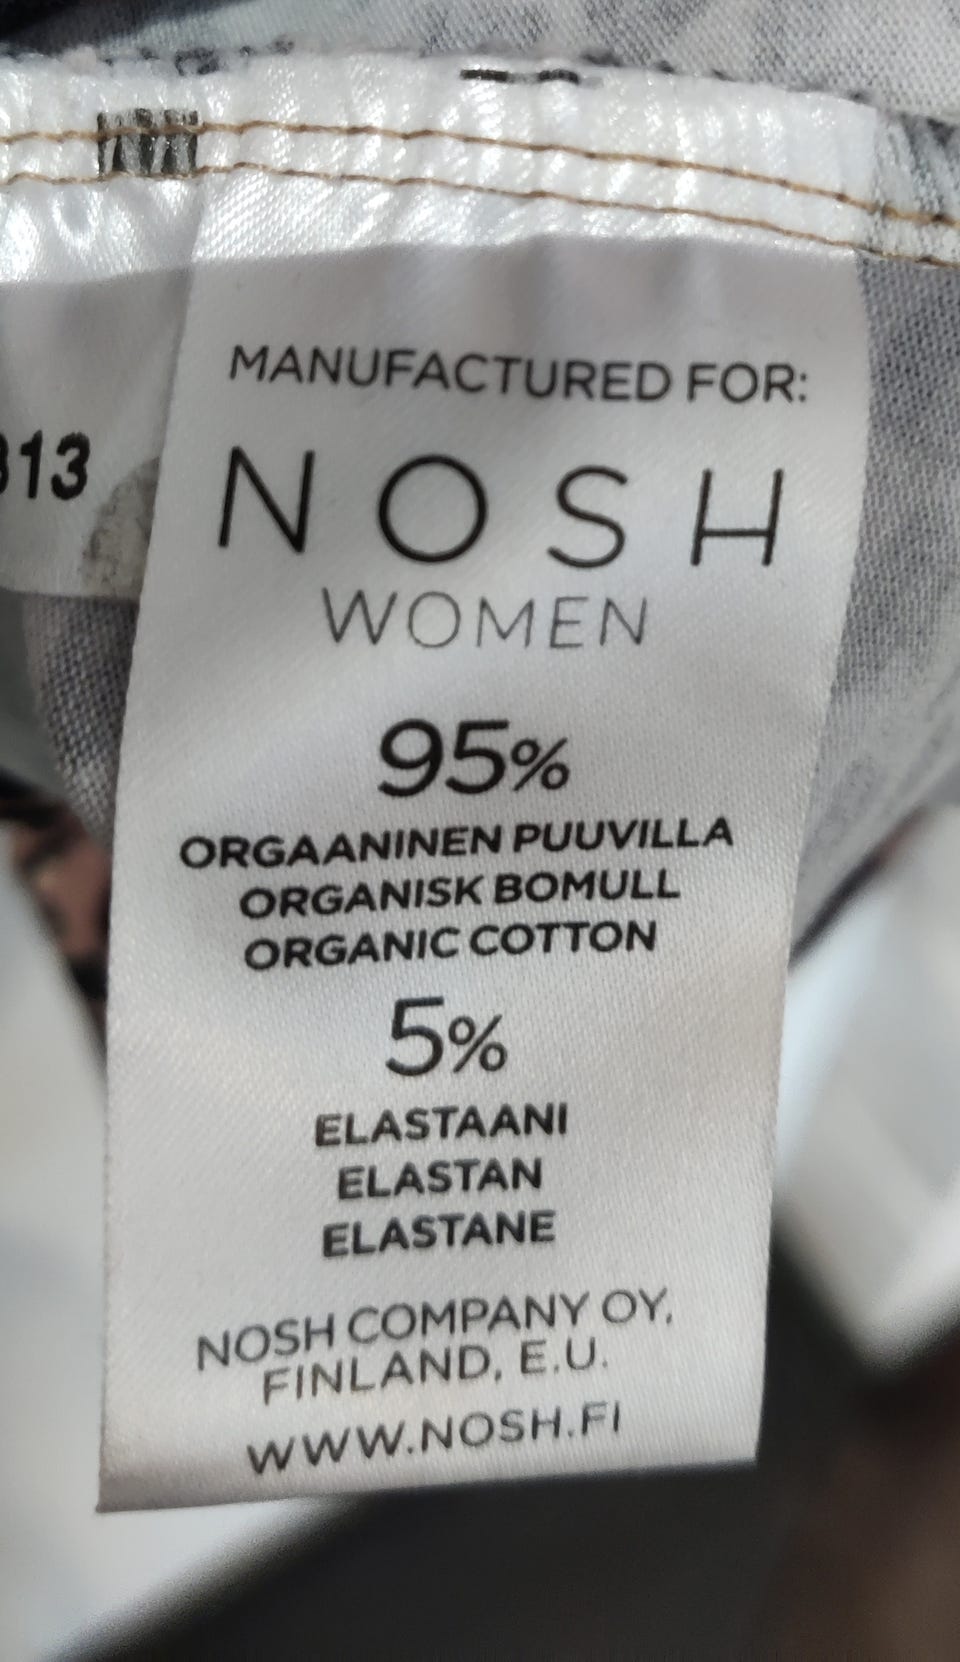 MANUFACTURED FOR:
NOSH
WOMEN
95%
ORGAANINEN PUUVILLA
ORGANISK BOMULL
ORGANIC COTTON
5%
ELASTAANI
ELASTAN
ELASTANE
NOSH COMPANY OY,
FINLAND, E.U.
WWW.NOSH.FI